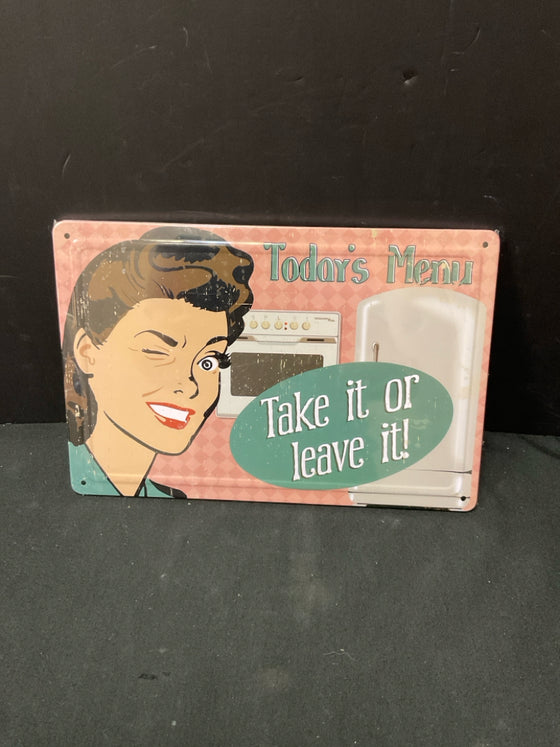 Today's Menu
Take it or
leave it!